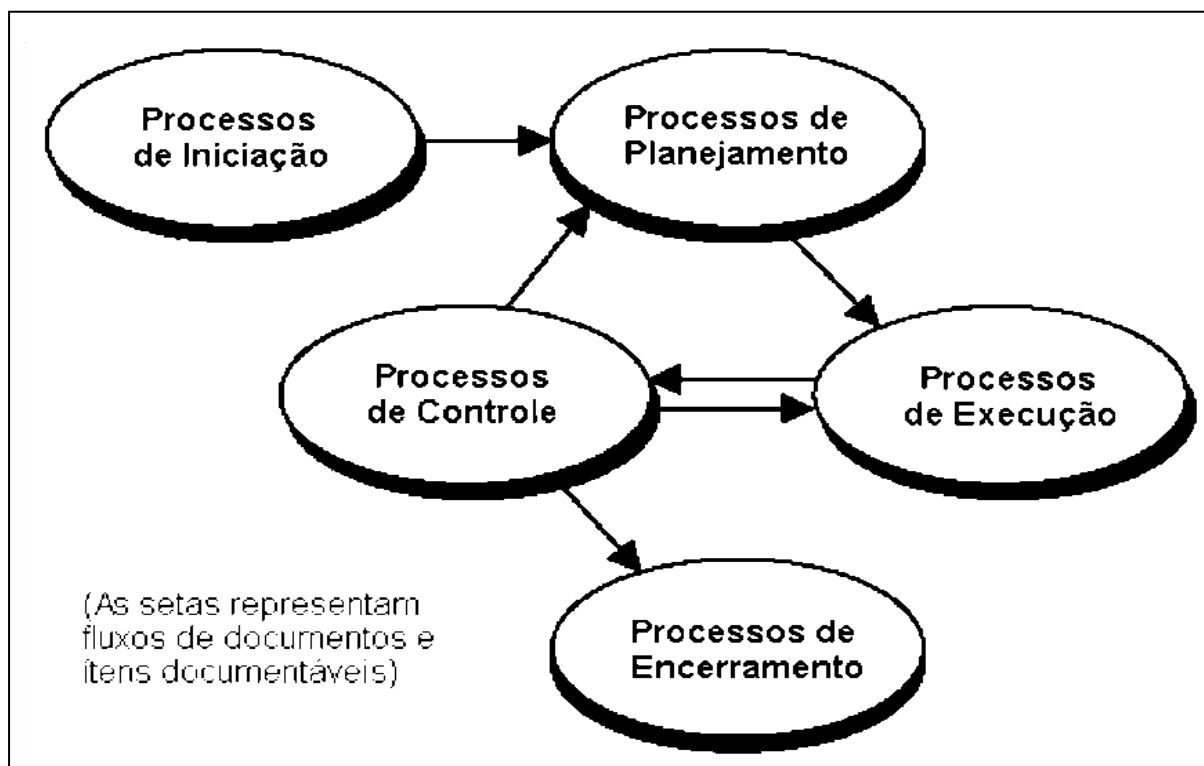 Processos
de Iniciação
Processos de
Planejamento
Processos
de Controle
Processos
de Execução
Processos de
Encerramento
(As setas representam
fluxos de documentos e
ítens documentáveis)